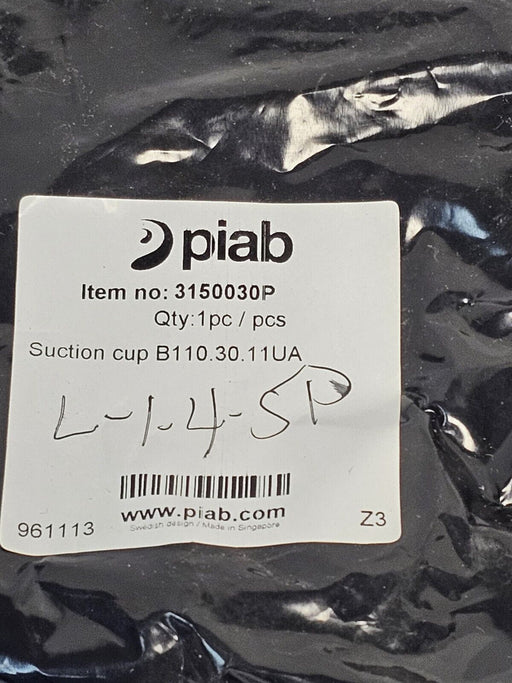 piab
Item no: 3150030P
Qty:1pc / pcs
Suction cup B110.30.11UA
L-1.4-SP
www.piab.com
Swedish design / Made in Singapore
961113
Z3